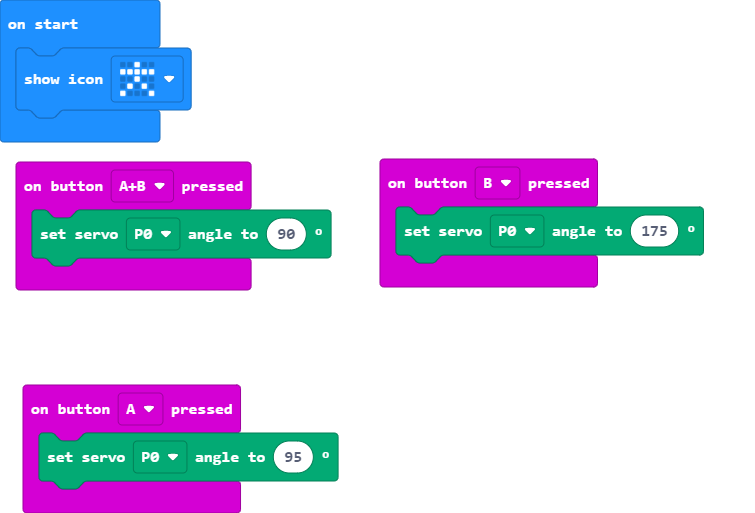 on start
show icon
on button A+B pressed
set servo P0 angle to 90 °
on button B pressed
set servo P0 angle to 175 °
on button A pressed
set servo P0 angle to 95 °